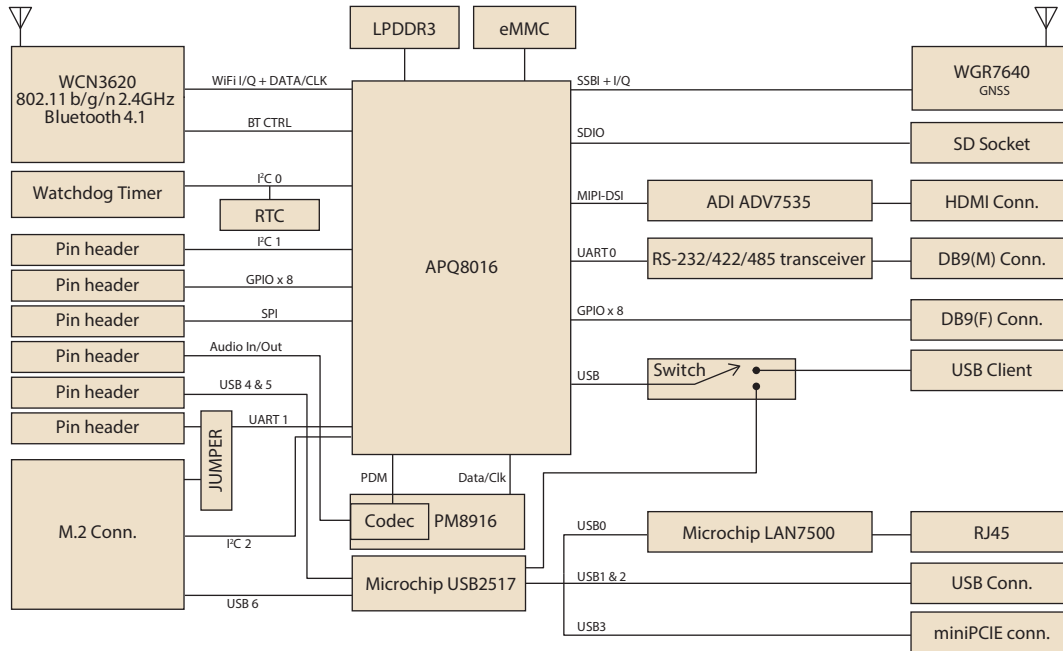 LPDDR3
eMMC
WCN3620
802.11 b/g/n 2.4GHz
Bluetooth 4.1
WiFi I/Q + DATA/CLK
BT CTRL
SSBI + I/Q
WGR7640
GNSS
SDIO
SD Socket
Watchdog Timer
I²C 0
RTC
APQ8016
MIPI-DSI
ADI ADV7535
HDMI Conn.
Pin header
I²C 1
UART 0
RS-232/422/485 transceiver
DB9(M) Conn.
Pin header
GPIO x 8
Pin header
SPI
GPIO x 8
DB9(F) Conn.
Pin header
Audio In/Out
Pin header
USB 4 & 5
USB
Switch
USB Client
Pin header
UART 1
JUMPER
PDM
Data/Clk
Codec
PM8916
M.2 Conn.
I²C 2
USB 6
Microchip USB2517
USB0
Microchip LAN7500
RJ45
USB1 & 2
USB Conn.
USB3
miniPCIE conn.